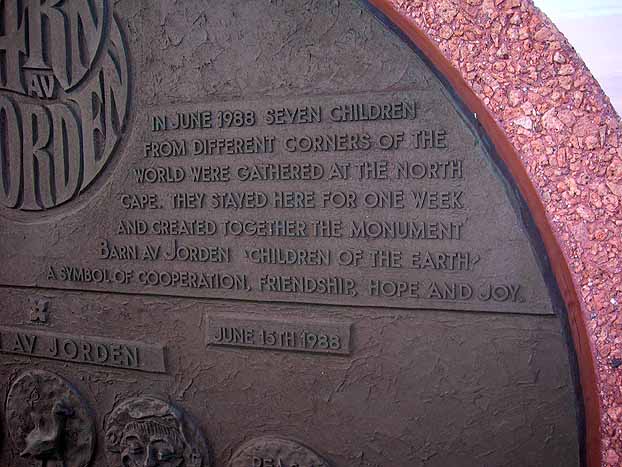 ERN
AV
JORDEN
IN JUNE 1988 SEVEN CHILDREN
FROM DIFFERENT CORNERS OF THE
WORLD WERE GATHERED AT THE NORTH
CAPE. THEY STAYED HERE FOR ONE WEEK
AND CREATED TOGETHER THE MONUMENT
BARN AV JORDEN 'CHILDREN OF THE EARTH'
A SYMBOL OF COOPERATION, FRIENDSHIP, HOPE AND JOY.
JUNE 15TH 1988
AV JORDEN